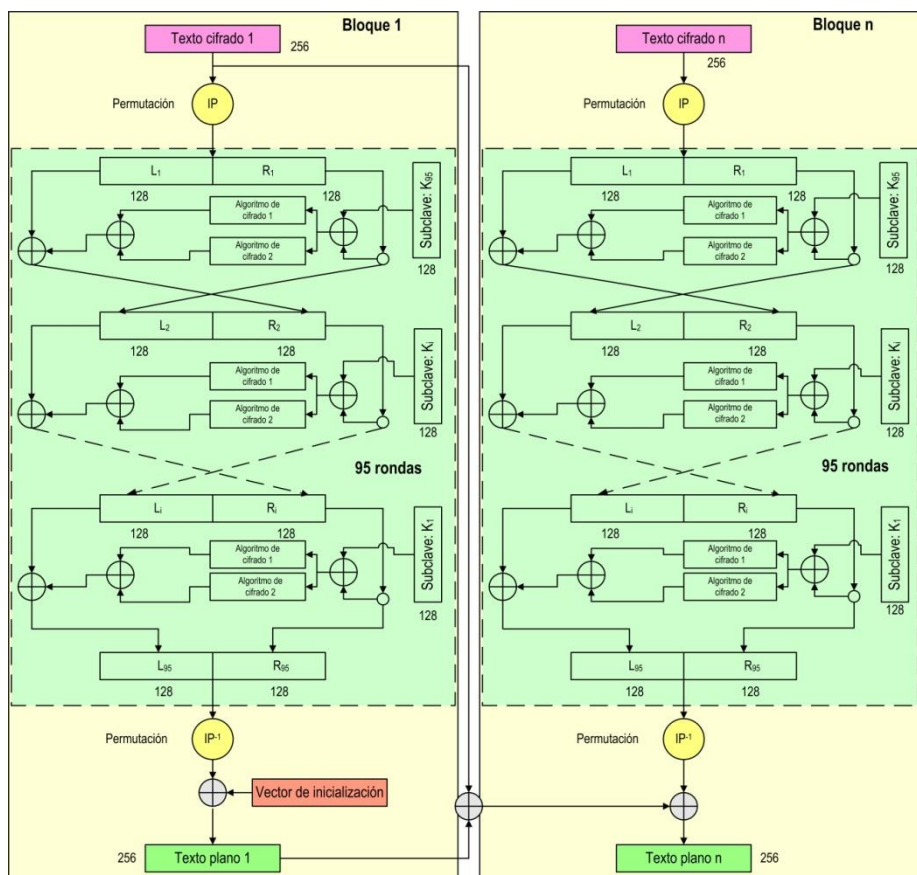 Bloque 1
Texto cifrado 1
256
Permutación
IP
L1
R1
128
128
Algoritmo de
cifrado 1
Algoritmo de
cifrado 2
Subclave: K95
128
L2
R2
128
128
Algoritmo de
cifrado 1
Algoritmo de
cifrado 2
Subclave: Ki
128
95 rondas
Li
Ri
128
128
Algoritmo de
cifrado 1
Algoritmo de
cifrado 2
Subclave: K1
128
L95
R95
128
128
Permutación
IP-1
Vector de inicialización
256
Texto plano 1
Bloque n
Texto cifrado n
256
Permutación
IP
L1
R1
128
128
Algoritmo de
cifrado 1
Algoritmo de
cifrado 2
Subclave: K95
128
L2
R2
128
128
Algoritmo de
cifrado 1
Algoritmo de
cifrado 2
Subclave: Ki
128
95 rondas
Li
Ri
128
128
Algoritmo de
cifrado 1
Algoritmo de
cifrado 2
Subclave: K1
128
L95
R95
128
128
Permutación
IP-1
Texto plano n
256